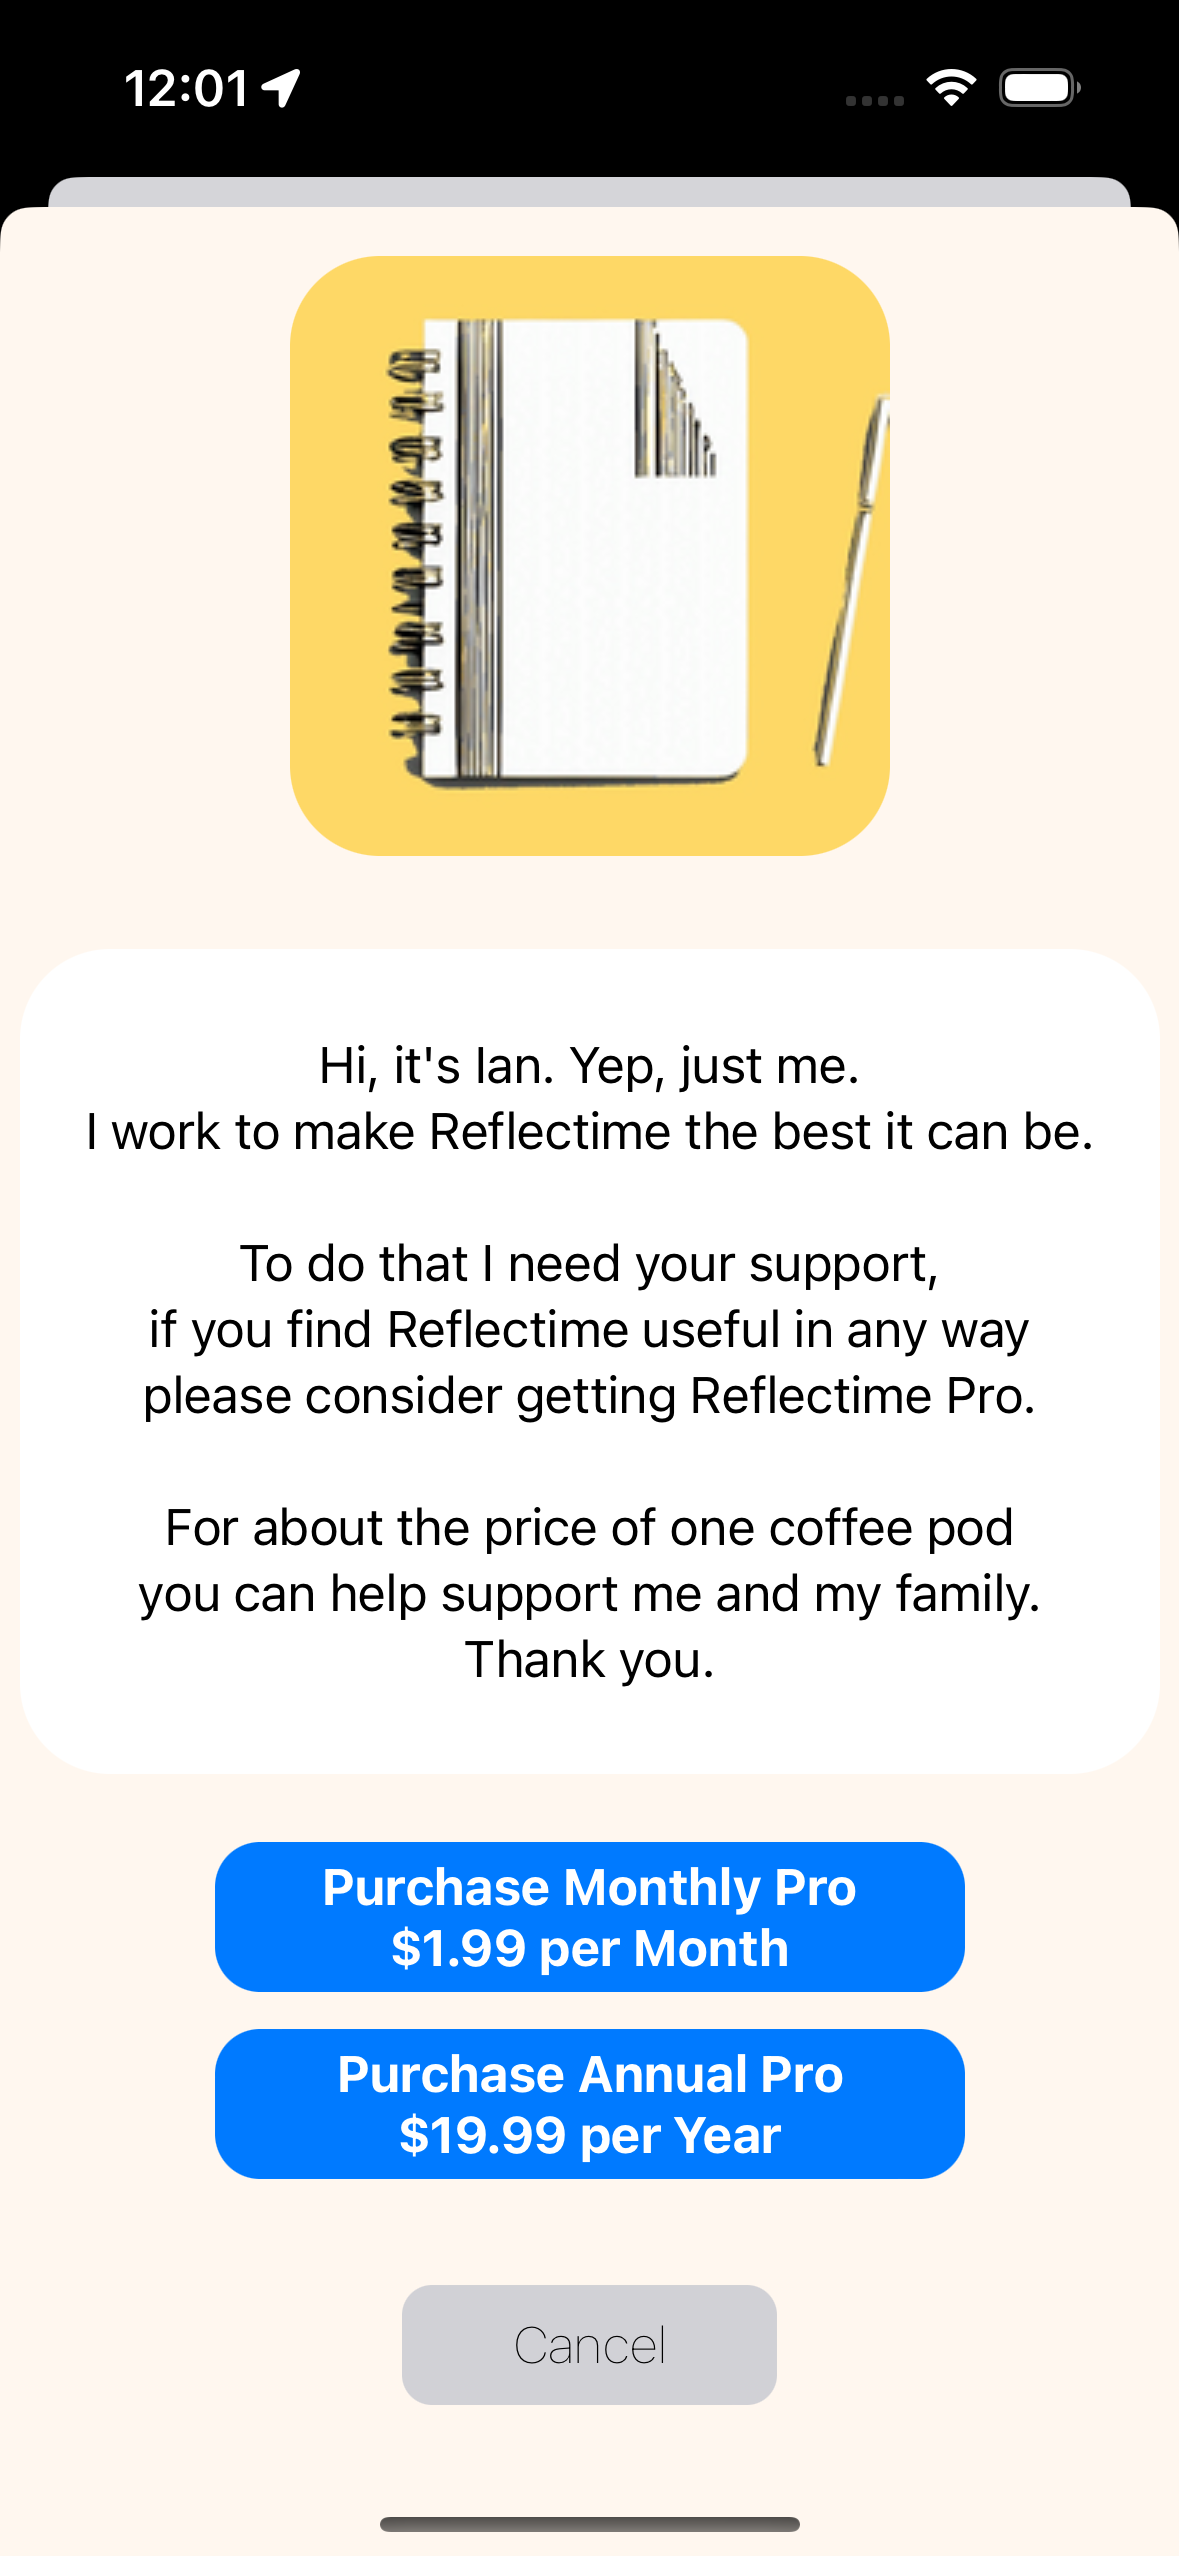 12:01
Hi, it's Ian. Yep, just me.
I work to make Reflectime the best it can be.
To do that I need your support,
if you find Reflectime useful in any way
please consider getting Reflectime Pro.
For about the price of one coffee pod
you can help support me and my family.
Thank you.
Purchase Monthly Pro
$1.99 per Month
Purchase Annual Pro
$19.99 per Year
Cancel